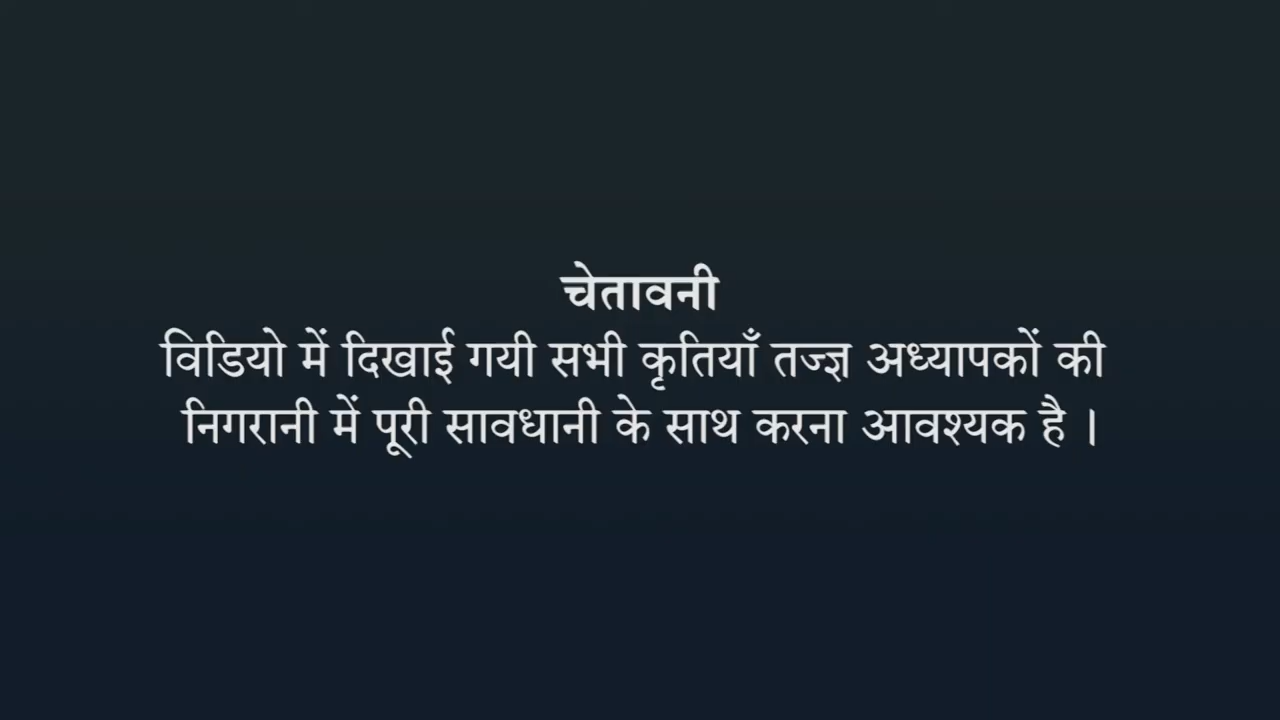 चेतावनी
विडियो में दिखाई गयी सभी कृतियाँ तज्ज्ञ अध्यापकों की
निगरानी में पूरी सावधानी के साथ करना आवश्यक है ।